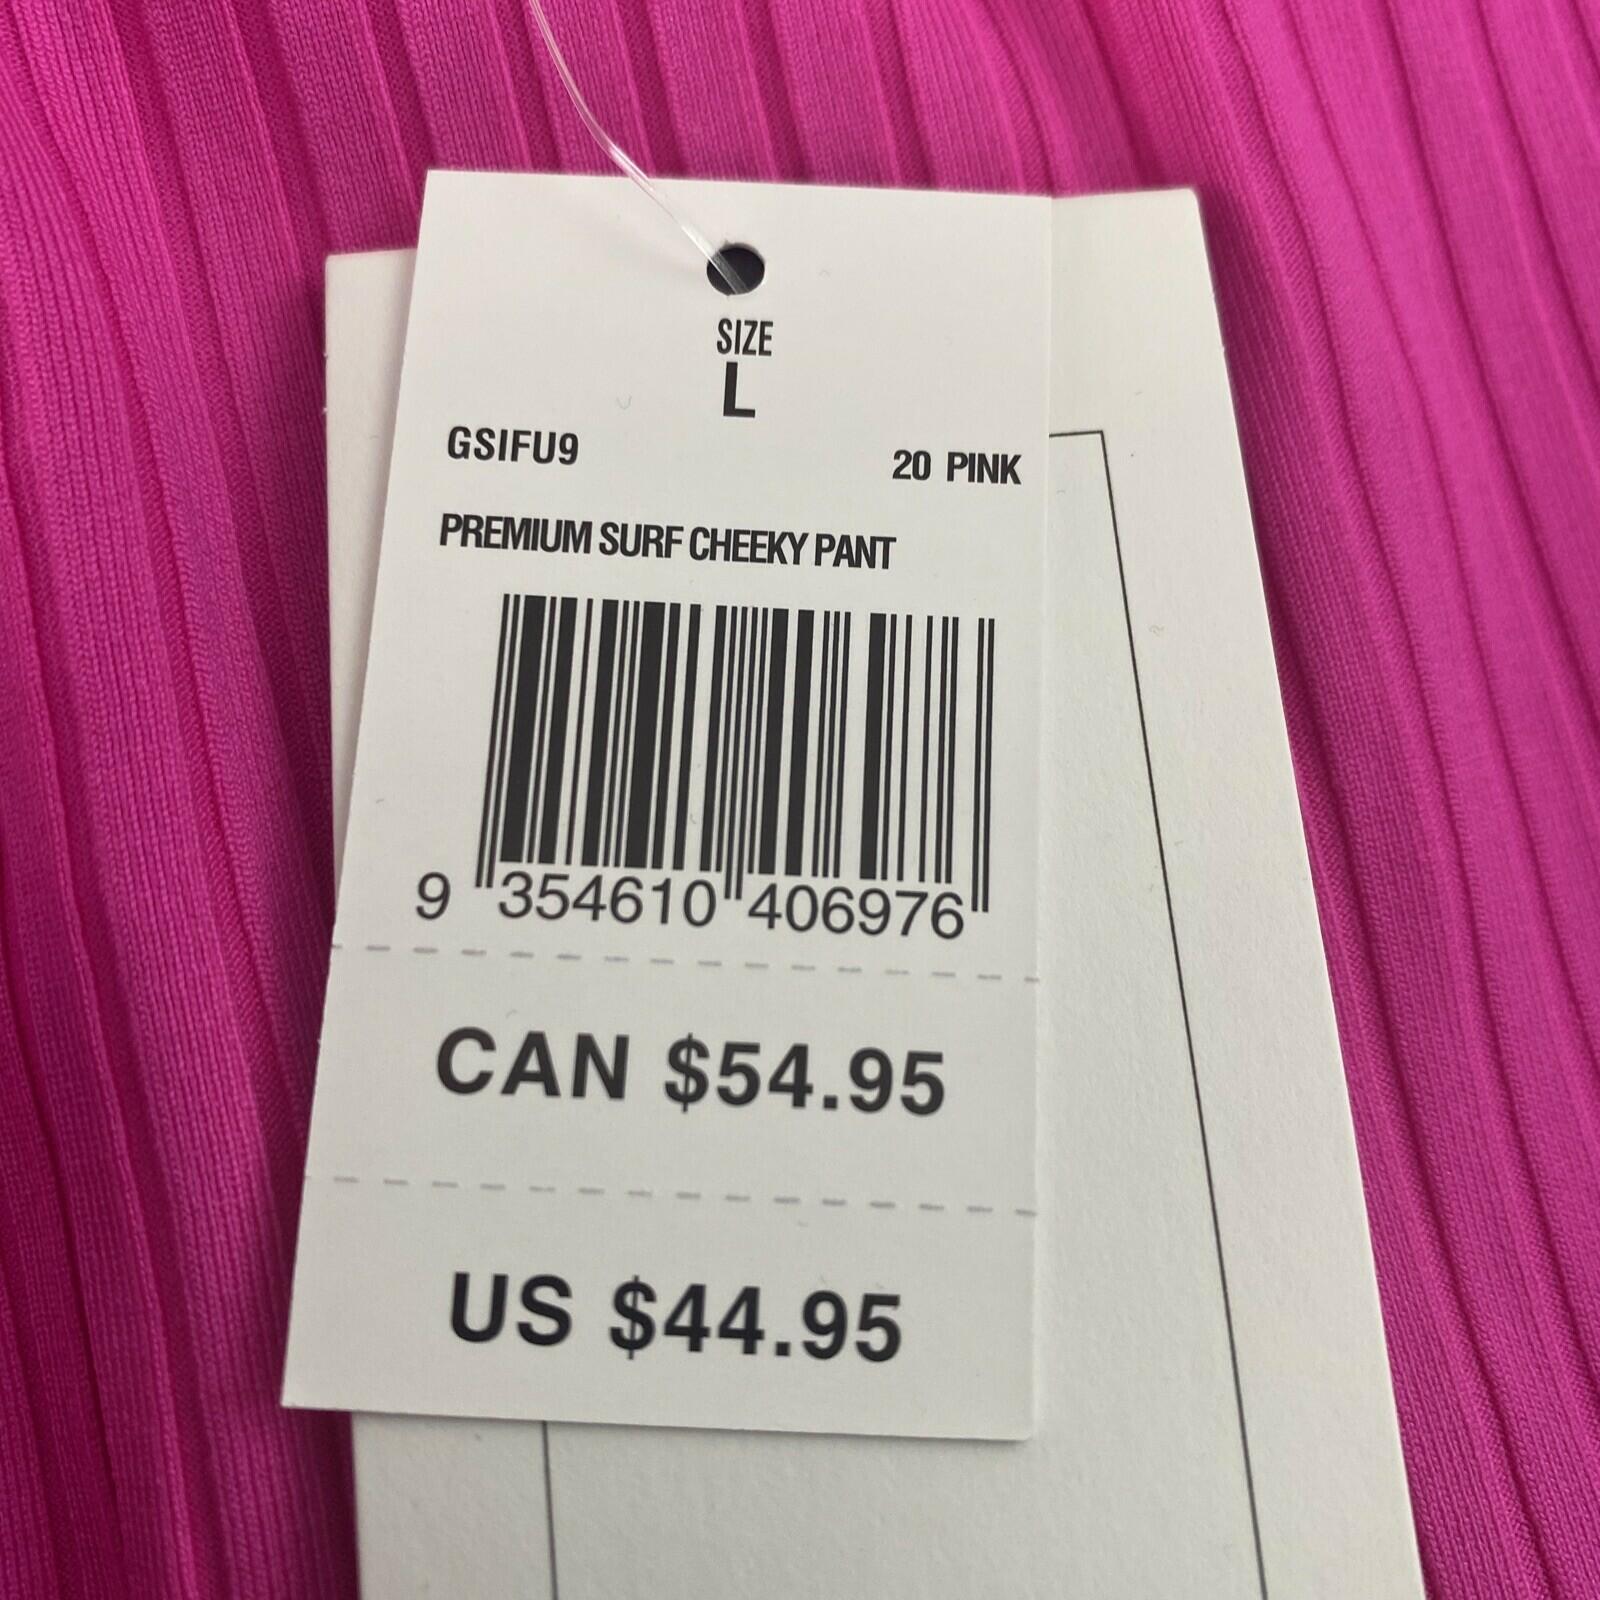 SIZE
L
GSIFU9 20 PINK
PREMIUM SURF CHEEKY PANT
9 354610 406976
CAN $54.95
US $44.95